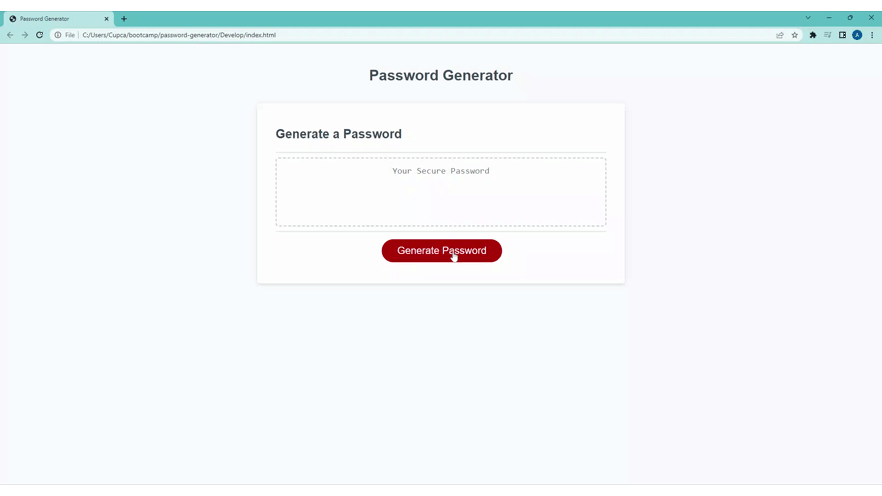 Password Generator
File C:/Users/Cupca/bootcamp/password-generator/Develop/index.html
A
Password Generator
Generate a Password
Your Secure Password
Generate Password